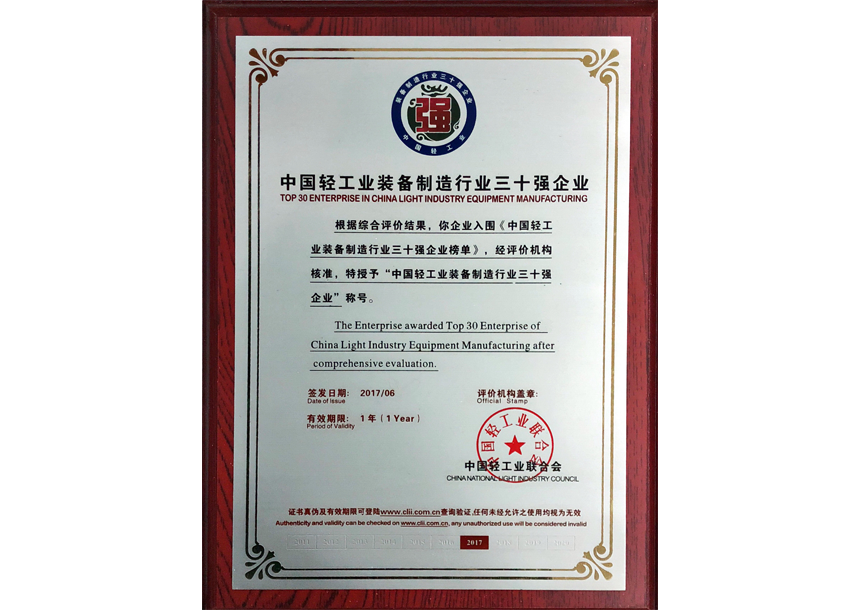 装备制造行业三十强企业
强
中国轻工业
中国轻工业装备制造行业三十强企业
TOP 30 ENTERPRISE IN CHINA LIGHT INDUSTRY EQUIPMENT MANUFACTURING
根据综合评价结果，你企业入围《中国轻工
业装备制造行业三十强企业榜单》，经评价机构
核准，特授予“中国轻工业装备制造行业三十强
企业”称号。
The Enterprise awarded Top 30 Enterprise of
China Light Industry Equipment Manufacturing after
comprehensive evaluation.
签发日期： 2017/06
Date of Issue
有效期限： 1 年（1 Year）
Period of Validity
评价机构盖章：
Official Stamp
中国轻工业联合会
中国轻工业联合会
CHINA NATIONAL LIGHT INDUSTRY COUNCIL
证书真伪及有效期限可登陆www.clii.com.cn查询验证,任何未经允许之使用均视为无效
Authenticity and validity can be checked on www.clii.com.cn, any unauthorized use will be considered invalid
2011 2012 2013 2014 2015 2016 2017 2018 2019 2020